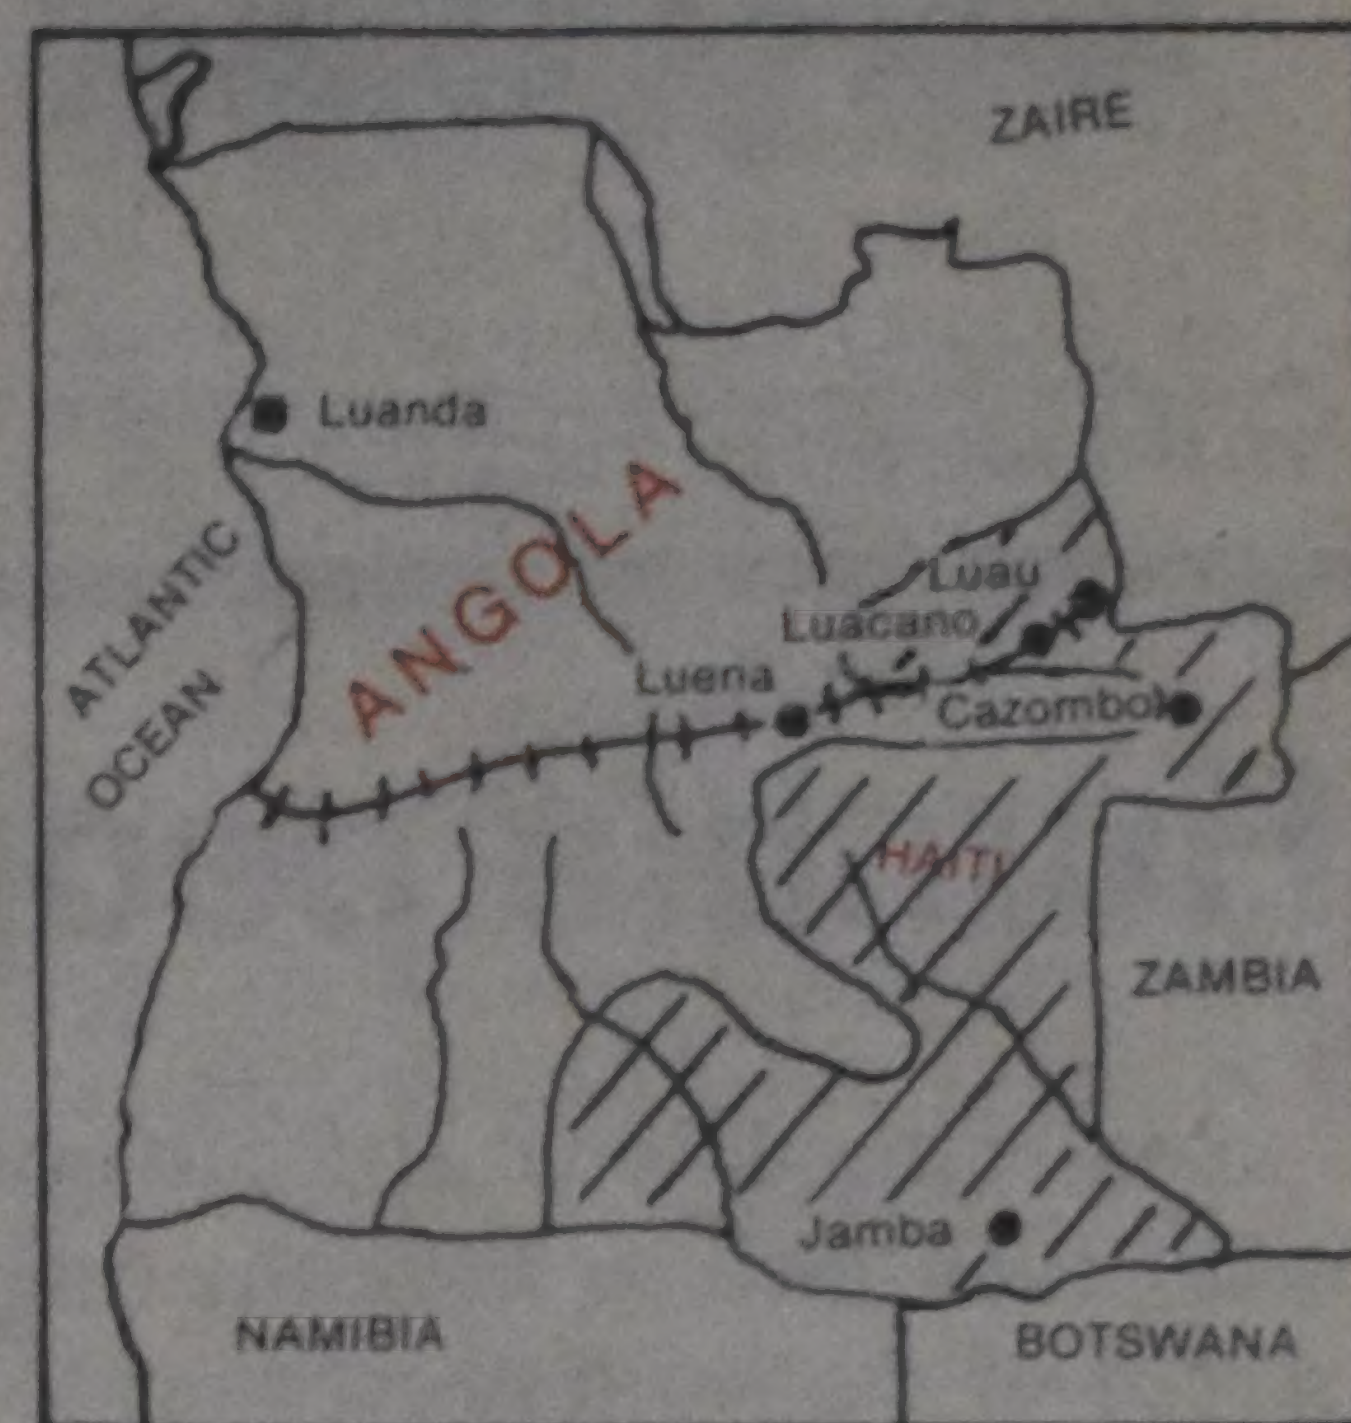 ZAIRE
Luanda
ANGOLA
ATLANTIC
OCEAN
Luau
Luacano
Luena
Cazombo
HAITI
ZAMBIA
Jamba
NAMIBIA
BOTSWANA